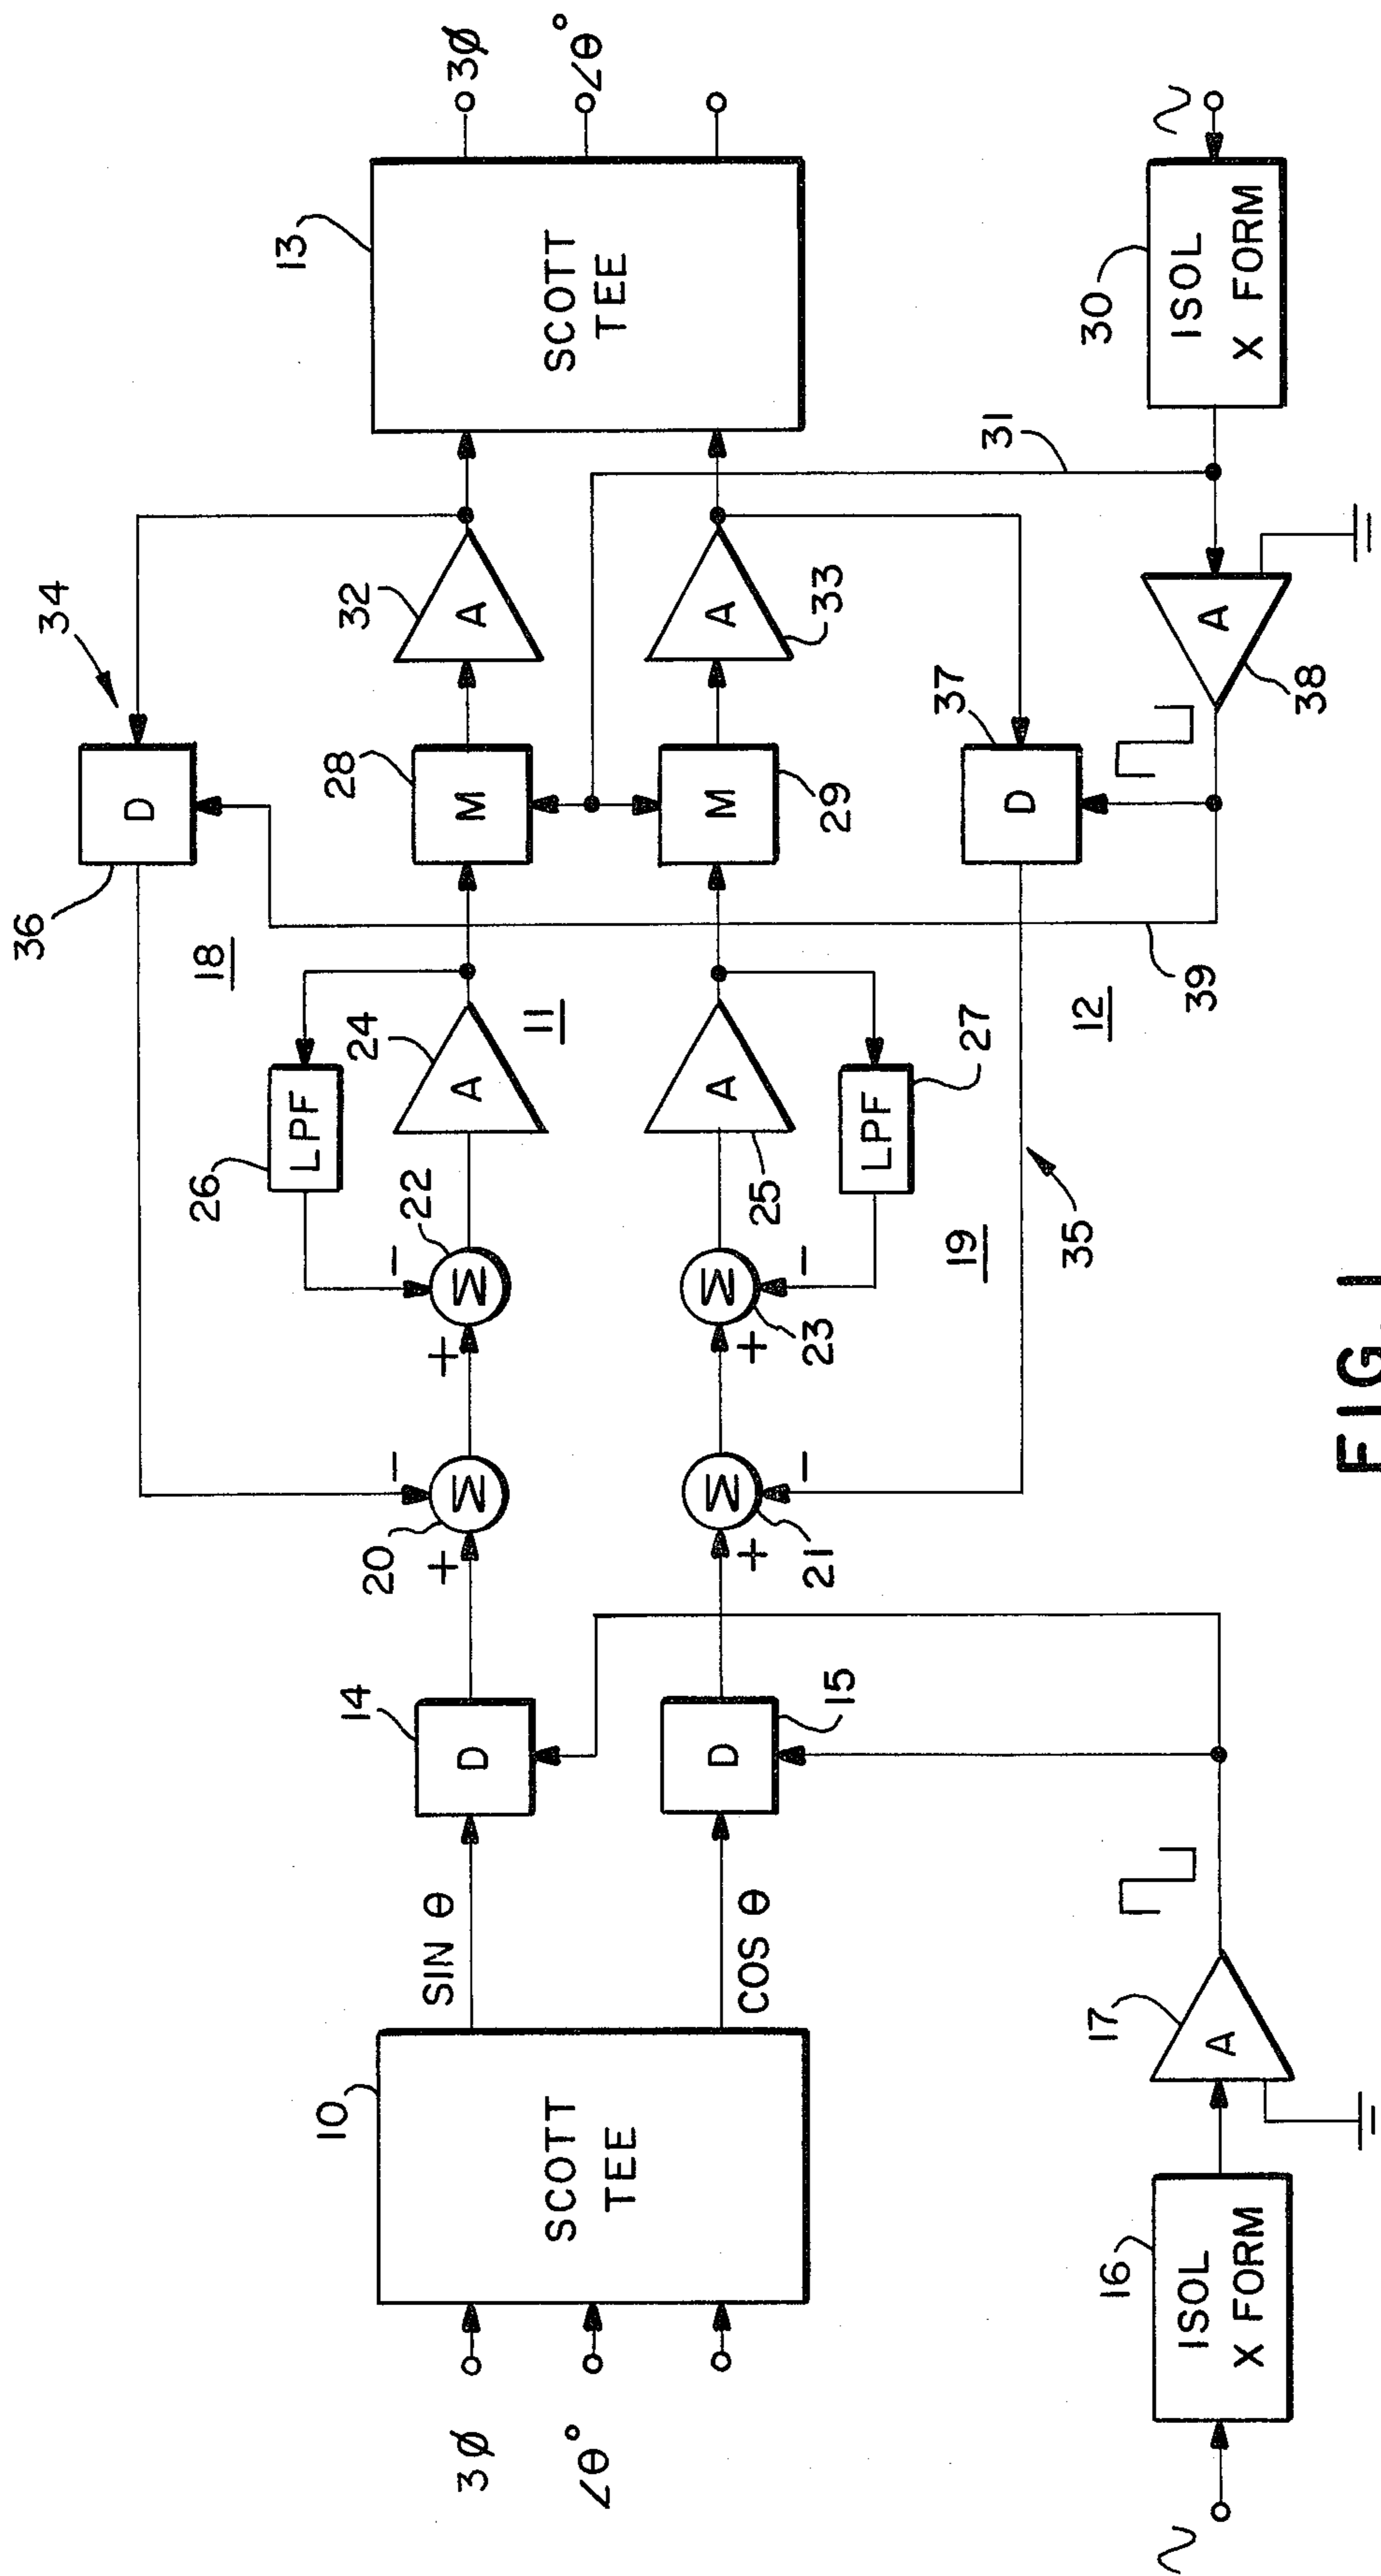 3∅
∠θ°
10
SCOTT
TEE
SIN θ
COS θ
14
D
D
15
16
ISOL
X FORM
17
A
20
+
−
Σ
22
+
−
Σ
26
LPF
24
A
11
18
36
D
34
28
M
32
A
13
SCOTT
TEE
3∅
∠θ°
+
−
Σ
21
+
−
Σ
23
25
A
LPF
27
19
35
12
39
M
29
A
33
37
D
31
30
ISOL
X FORM
A
38
FIG. 1